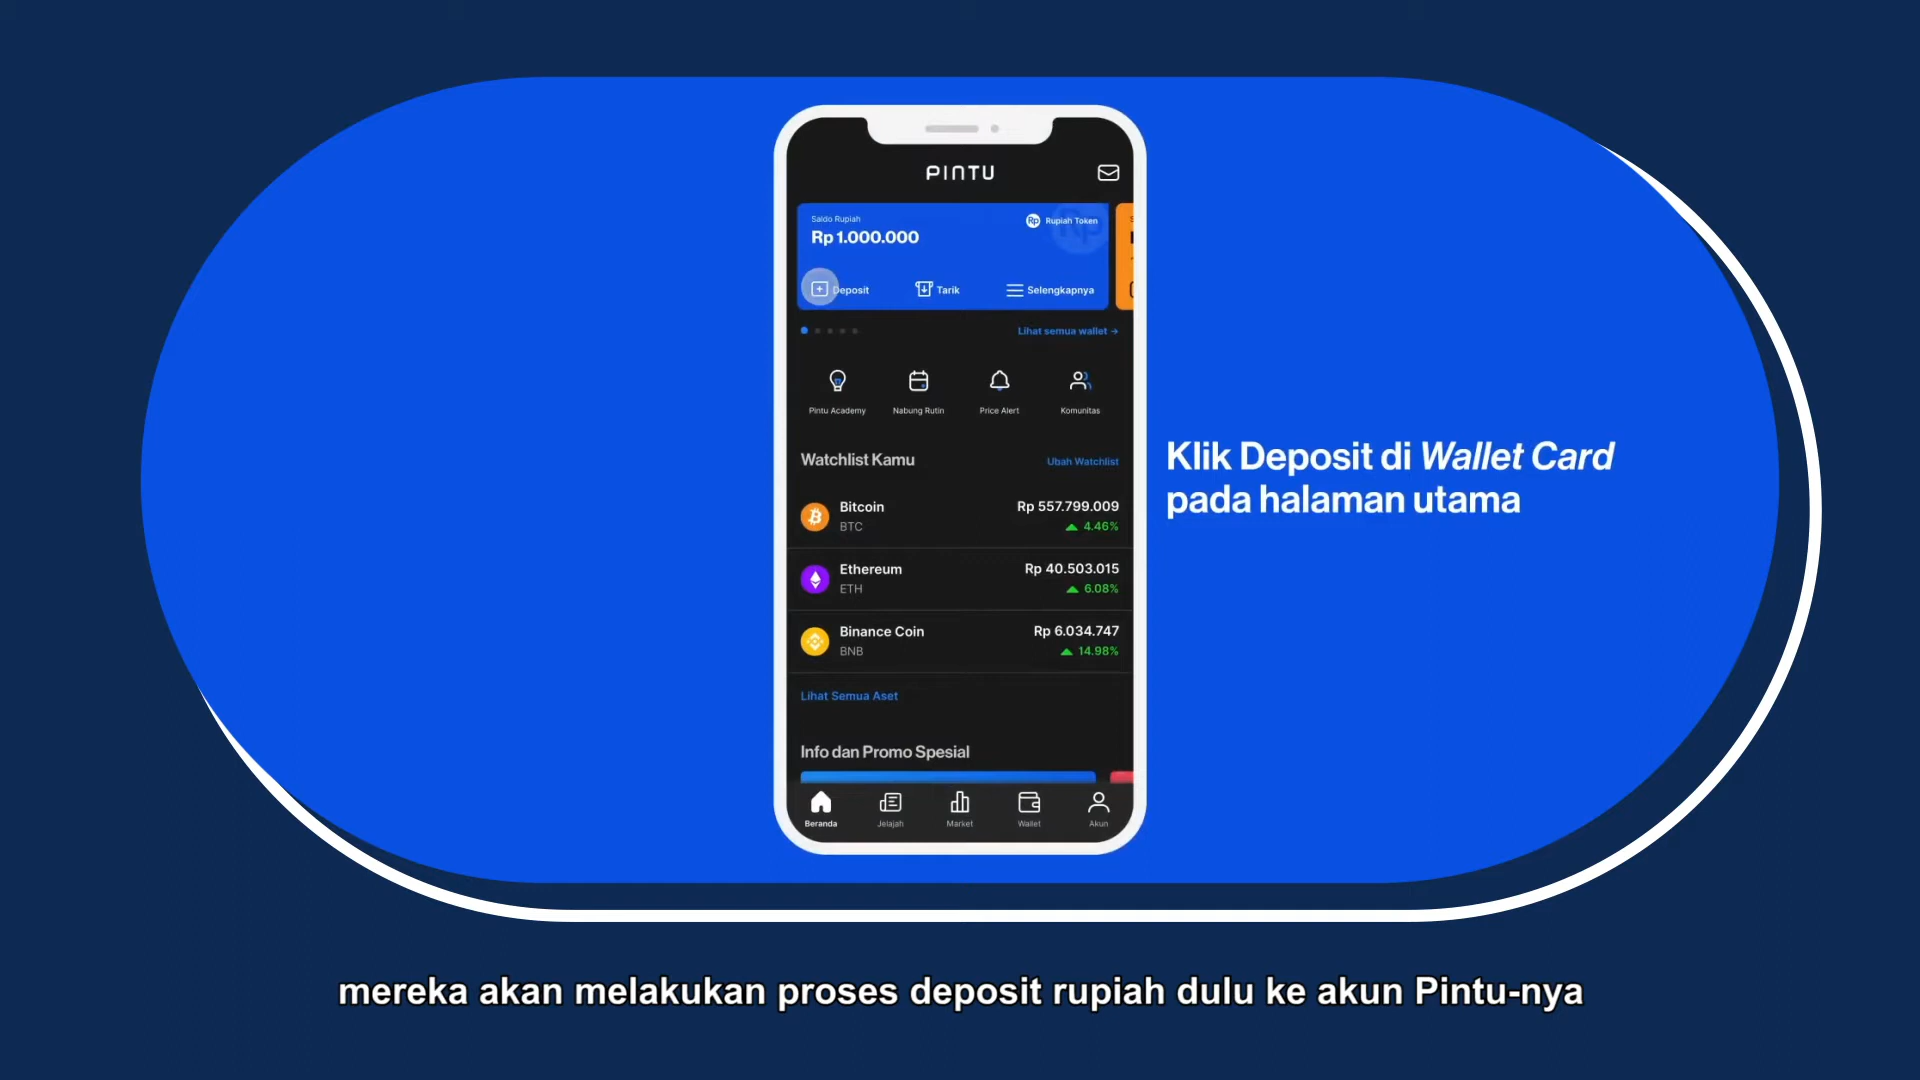 PINTU
Saldo Rupiah
Rp Rupiah Token
Rp 1.000.000
Deposit
Tarik
Selengkapnya
Lihat semua wallet →
Pintu Academy
Nabung Rutin
Price Alert
Komunitas
Watchlist Kamu
Ubah Watchlist
Bitcoin
Rp 557.799.009
BTC
4.46%
Ethereum
Rp 40.503.015
ETH
6.08%
Binance Coin
Rp 6.034.747
BNB
14.98%
Lihat Semua Aset
Info dan Promo Spesial
Beranda
Jelajah
Market
Wallet
Akun
Klik Deposit di Wallet Card
pada halaman utama
mereka akan melakukan proses deposit rupiah dulu ke akun Pintu-nya